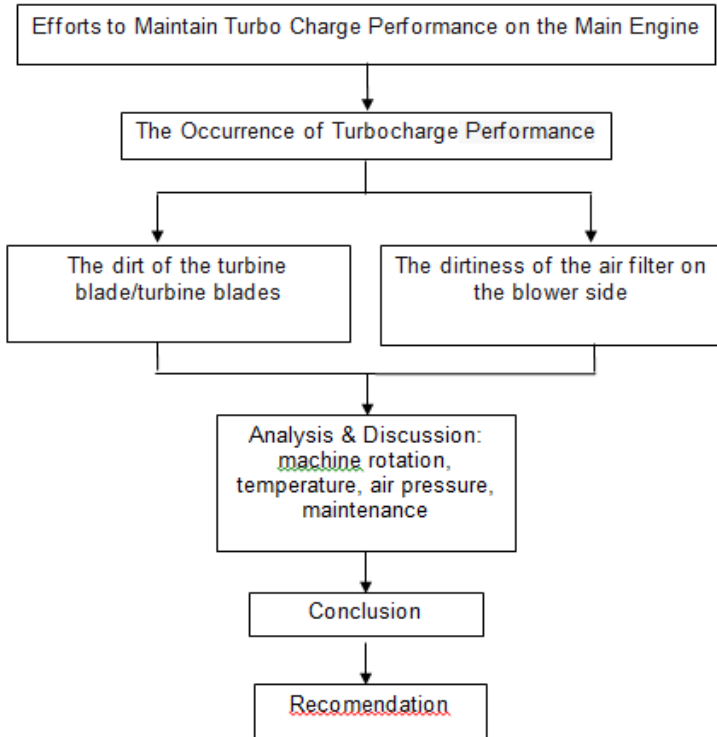 Efforts to Maintain Turbo Charge Performance on the Main Engine
The Occurrence of Turbocharge Performance
The dirt of the turbine
blade/turbine blades
The dirtiness of the air filter on
the blower side
Analysis & Discussion:
machine rotation,
temperature, air pressure,
maintenance
Conclusion
Recomendation